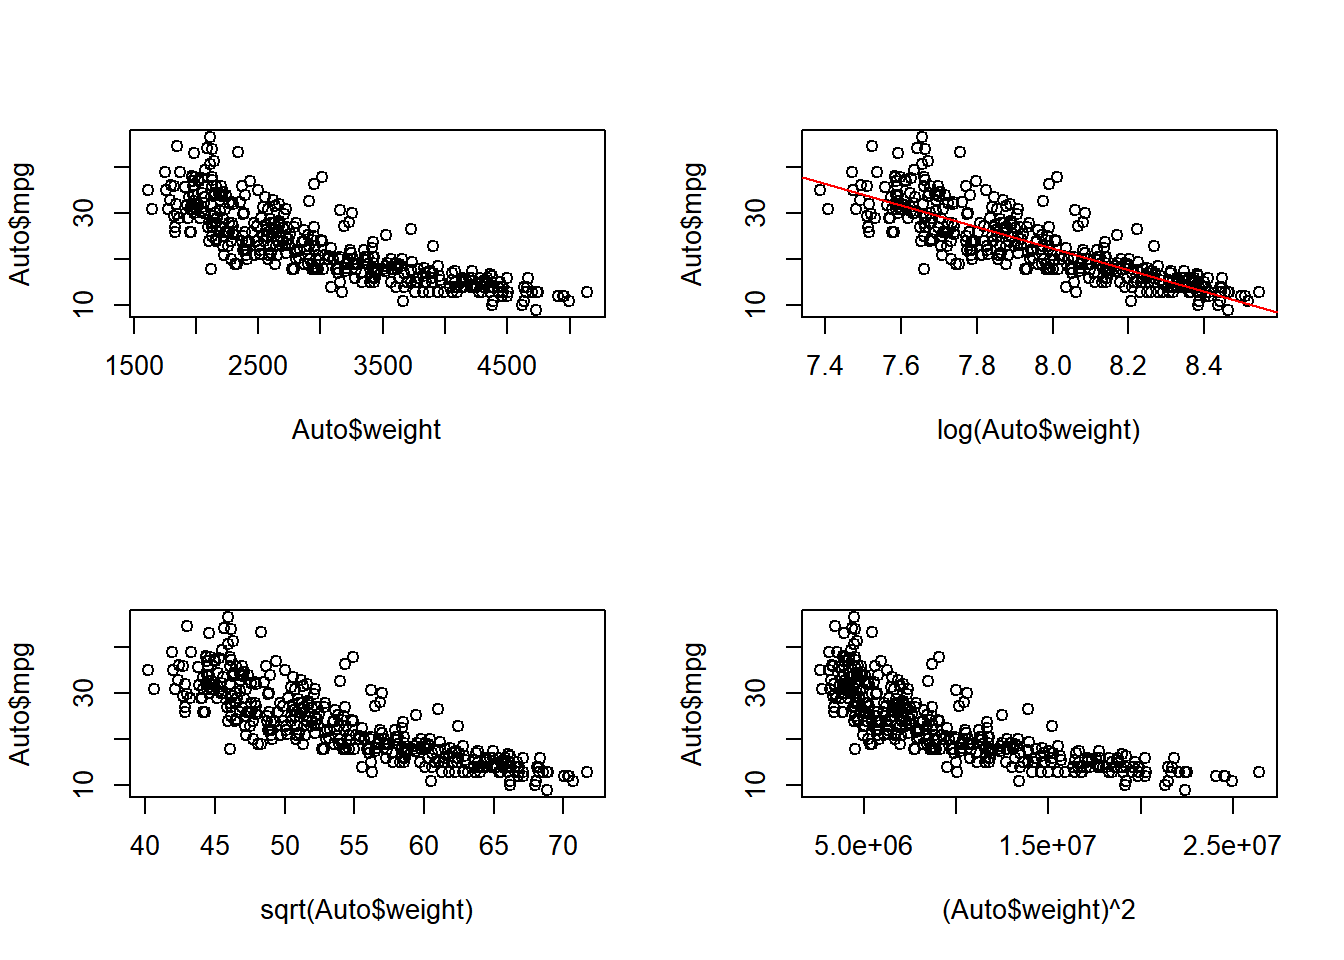 Auto$mpg
10
30
1500
2500
3500
4500
Auto$weight
Auto$mpg
10
30
7.4
7.6
7.8
8.0
8.2
8.4
log(Auto$weight)
Auto$mpg
10
30
40
45
50
55
60
65
70
sqrt(Auto$weight)
Auto$mpg
10
30
5.0e+06
1.5e+07
2.5e+07
(Auto$weight)^2